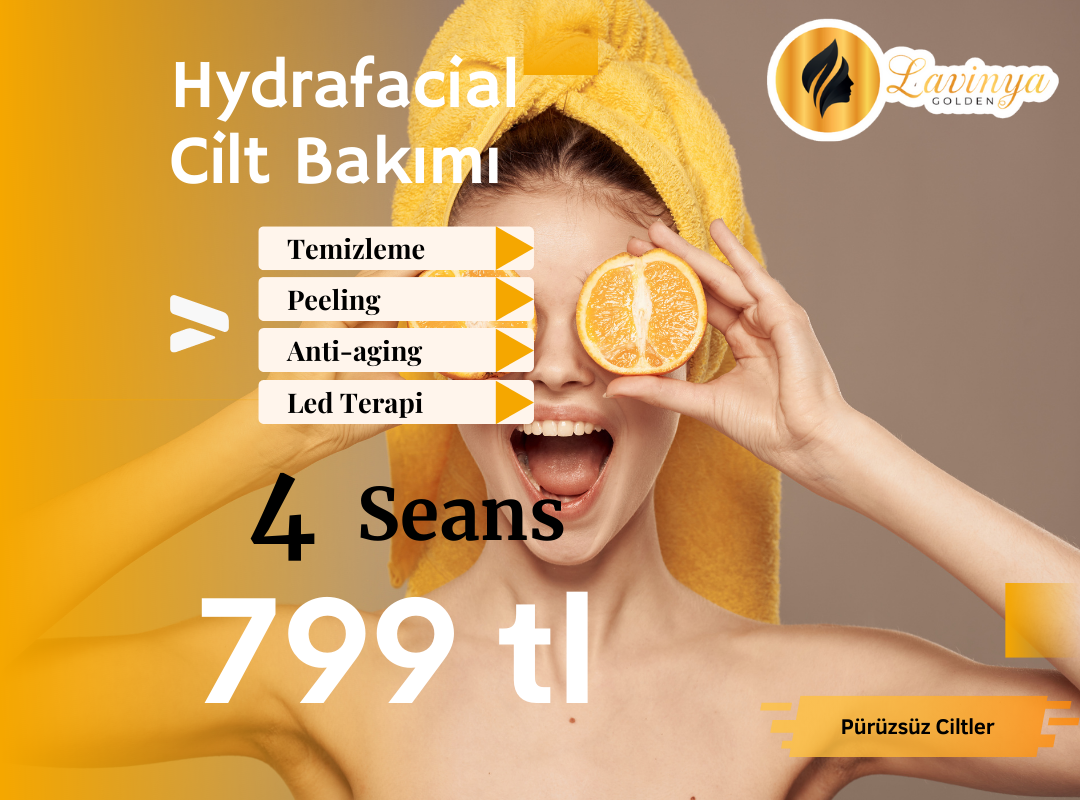 Hydrafacial
Cilt Bakımı
Lavinya
GOLDEN
Temizleme
Peeling
Anti-aging
Led Terapi
4 Seans
799 tl
Pürüzsüz Ciltler